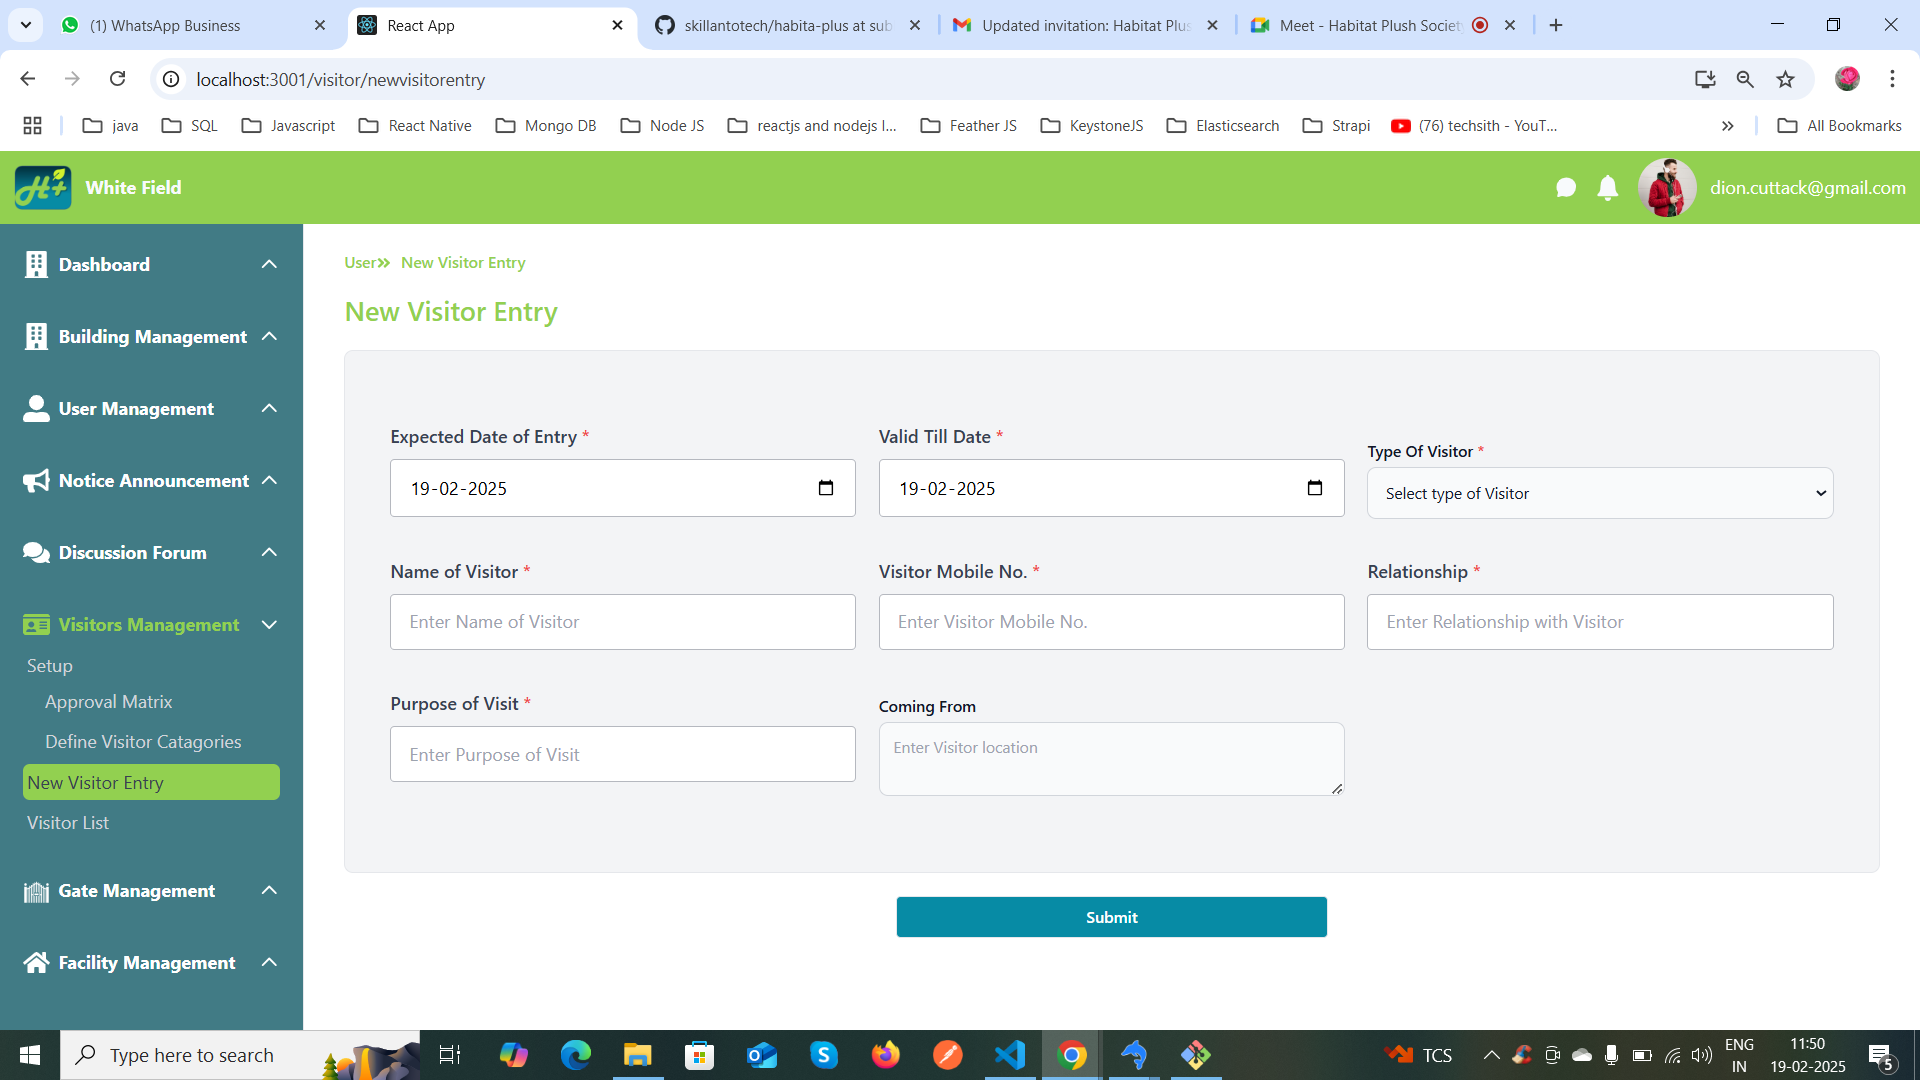 (1) WhatsApp Business
React App
skillantotech/habita-plus at sub
Updated invitation: Habitat Plus
Meet - Habitat Plush Society
localhost:3001/visitor/newvisitorentry
java
SQL
Javascript
React Native
Mongo DB
Node JS
reactjs and nodejs l...
Feather JS
KeystoneJS
Elasticsearch
Strapi
(76) techsith - YouT...
All Bookmarks
H+
White Field
dion.cuttack@gmail.com
Dashboard
Building Management
User Management
Notice Announcement
Discussion Forum
Visitors Management
Setup
Approval Matrix
Define Visitor Catagories
New Visitor Entry
Visitor List
Gate Management
Facility Management
User» New Visitor Entry
New Visitor Entry
Expected Date of Entry *
19-02-2025
Valid Till Date *
19-02-2025
Type Of Visitor *
Select type of Visitor
Name of Visitor *
Enter Name of Visitor
Visitor Mobile No. *
Enter Visitor Mobile No.
Relationship *
Enter Relationship with Visitor
Purpose of Visit *
Enter Purpose of Visit
Coming From
Enter Visitor location
Submit
Type here to search
TCS
ENG
IN
11:50
19-02-2025
5